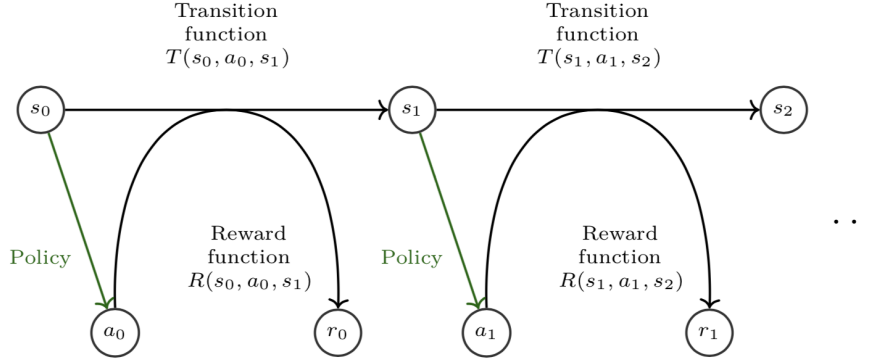 Transition
function
T(s₀, a₀, s₁)
Transition
function
T(s₁, a₁, s₂)
s₀
s₁
s₂
. .
Policy
Reward
function
R(s₀, a₀, s₁)
Policy
Reward
function
R(s₁, a₁, s₂)
a₀
r₀
a₁
r₁